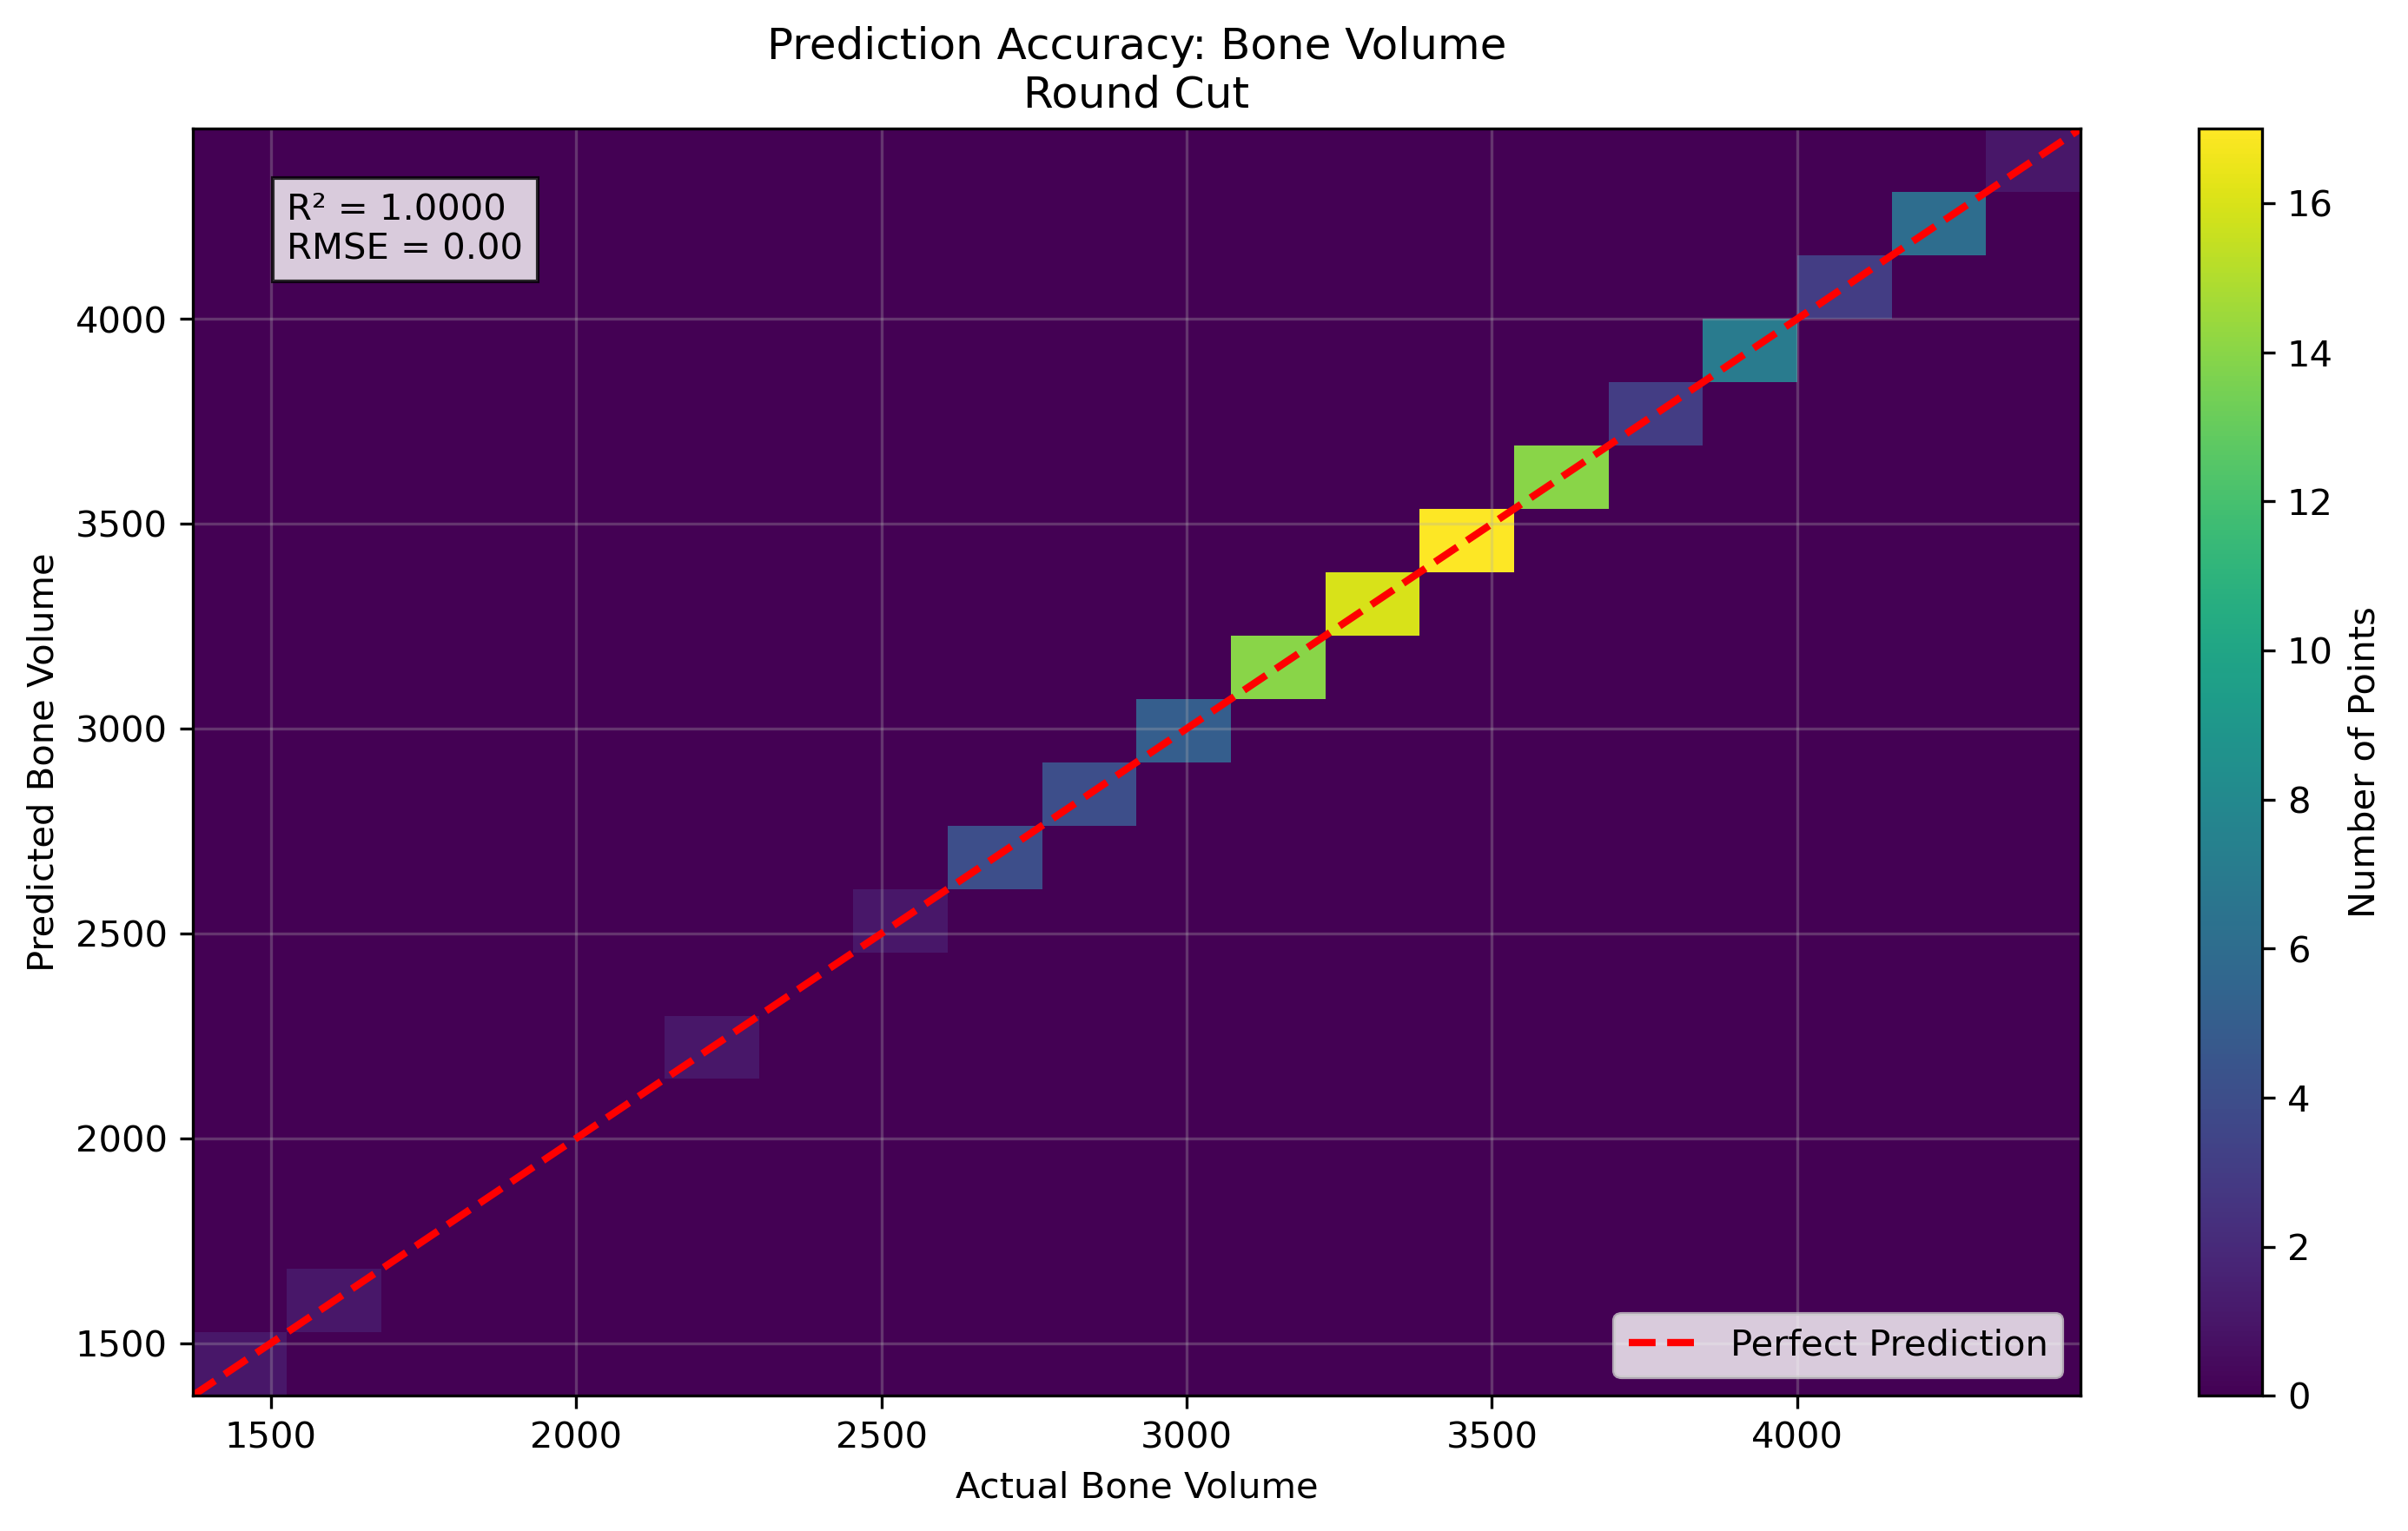 Prediction Accuracy: Bone Volume
Round Cut
R² = 1.0000
RMSE = 0.00
Predicted Bone Volume
4000
3500
3000
2500
2000
1500
1500
2000
2500
3000
3500
4000
Actual Bone Volume
Perfect Prediction
16
14
12
10
8
6
4
2
0
Number of Points